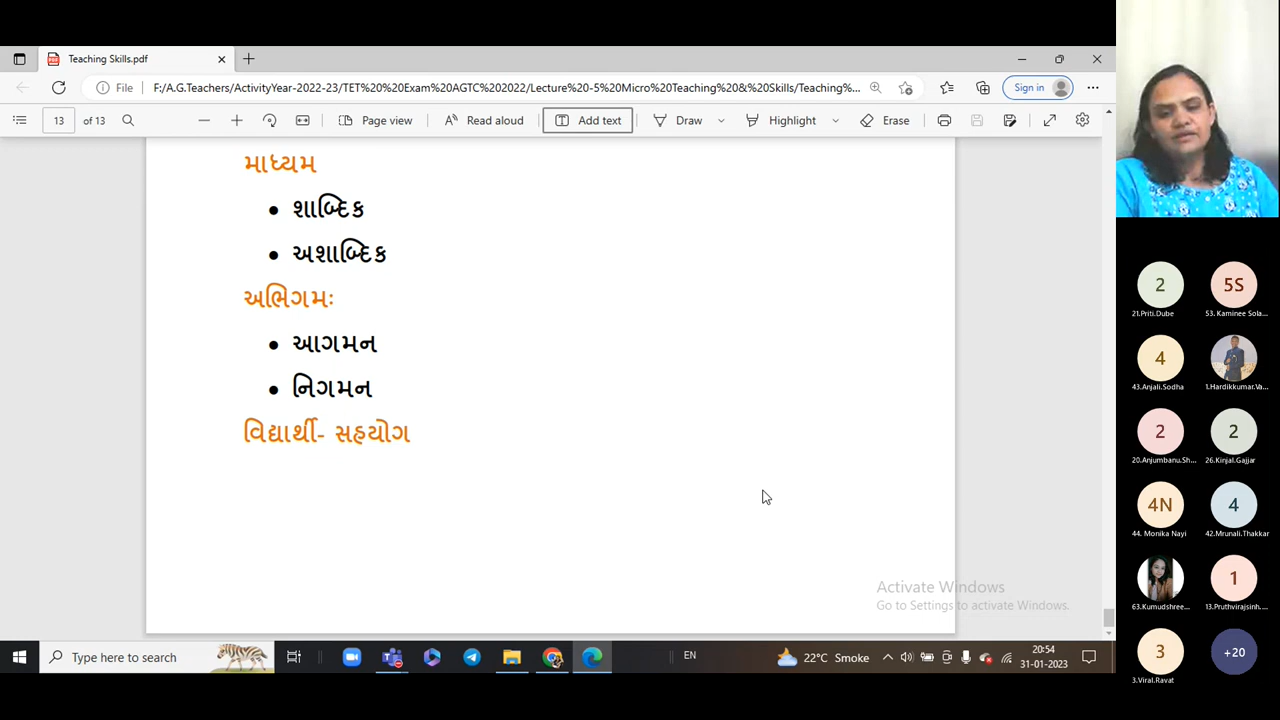 Teaching Skills.pdf
File
F:/A.G.Teachers/ActivityYear-2022-23/TET%20%20Exam%20AGTC%202022/Lecture%20-5%20Micro%20Teaching%20&%20Skills/Teaching%...
Sign in
13 of 13
Page view
Read aloud
Add text
Draw
Highlight
Erase
માધ્યમ
• શાબ્દિક
• અશાબ્દિક
અભિગમઃ
• આગમન
• નિગમન
વિદ્યાર્થી- સહયોગ
Activate Windows
Go to Settings to activate Windows.
Type here to search
EN
22°C Smoke
20:54
31-01-2023
2
5S
21.Priti.Dube
53. Kaminee Sola...
4
43.Anjali.Sodha
1.Hardikkumar.Va...
2
2
20.Anjumbanu.Sh...
26.Kinjal.Gajjar
4N
4
44. Monika Nayi
42.Mrunali.Thakkar
1
63.Kumudshree...
13.Pruthvirajsinh....
3
+20
3.Viral.Ravat